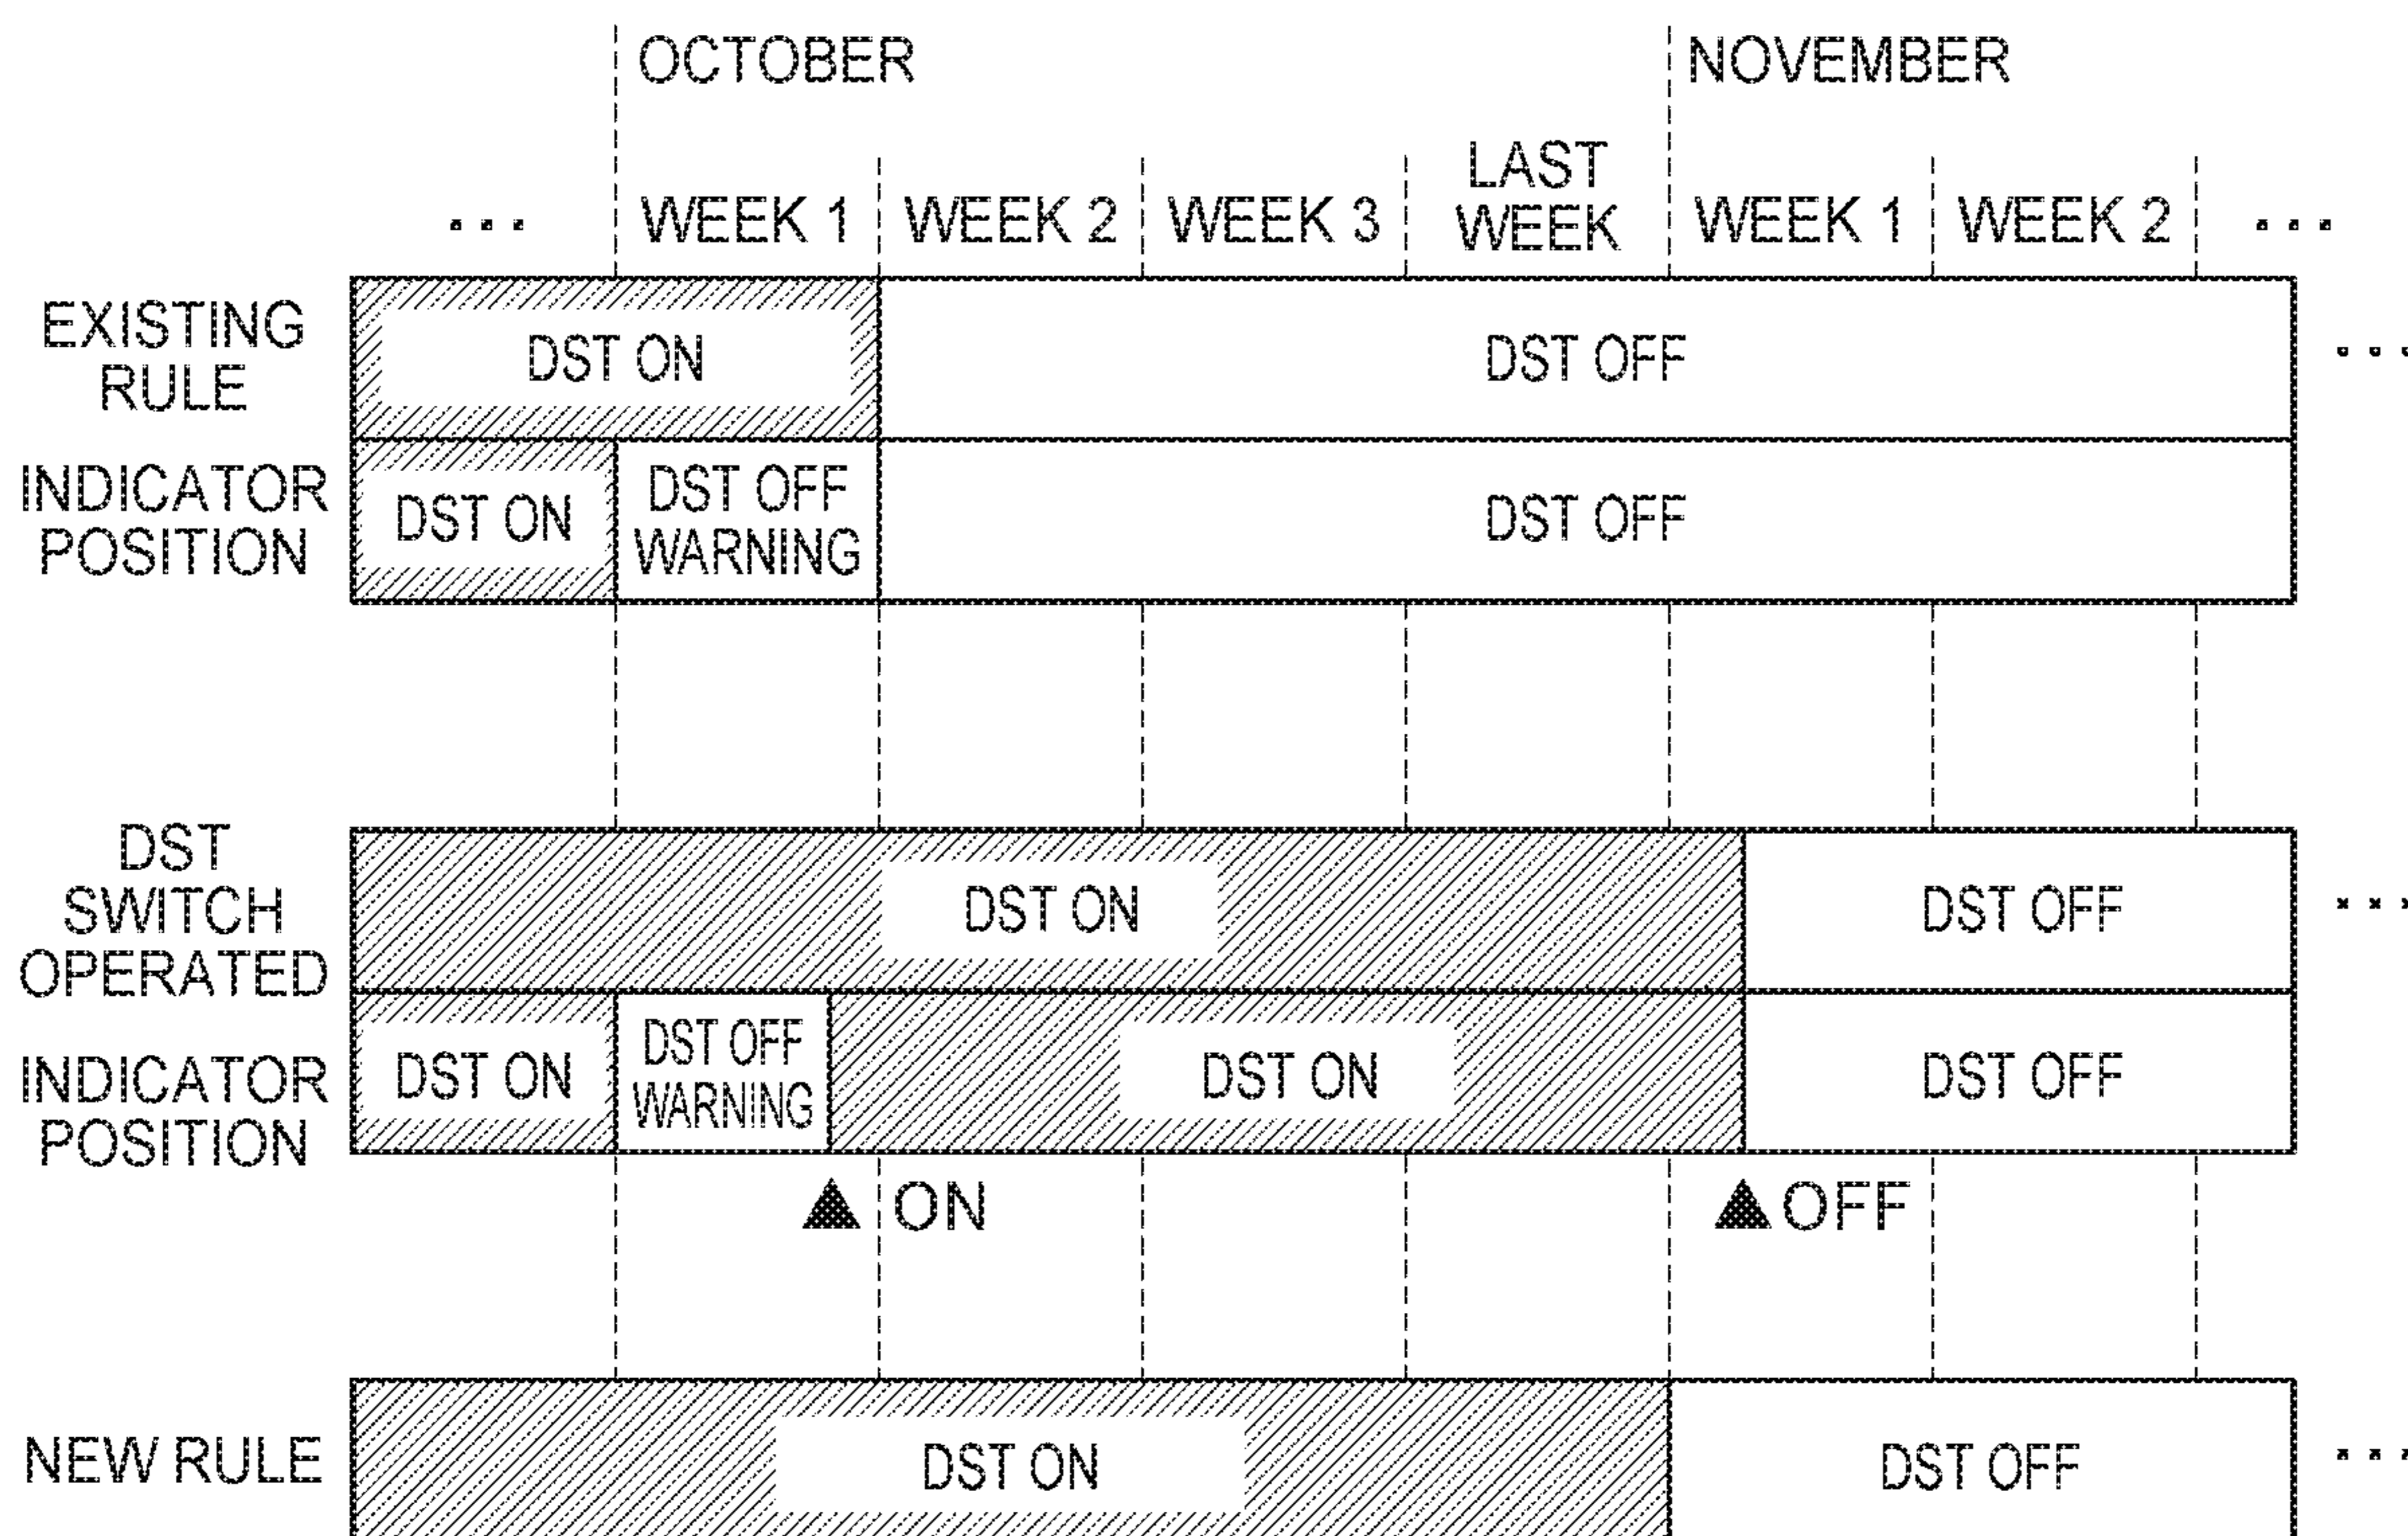 OCTOBER
NOVEMBER
... WEEK 1 WEEK 2 WEEK 3 LAST
WEEK WEEK 1 WEEK 2 ...
EXISTING
RULE
DST ON
DST OFF
...
INDICATOR
POSITION
DST ON
DST OFF
WARNING
DST OFF
DST
SWITCH
OPERATED
DST ON
DST OFF
...
INDICATOR
POSITION
DST ON
DST OFF
WARNING
DST ON
DST OFF
▲ ON
▲ OFF
NEW RULE
DST ON
DST OFF
...